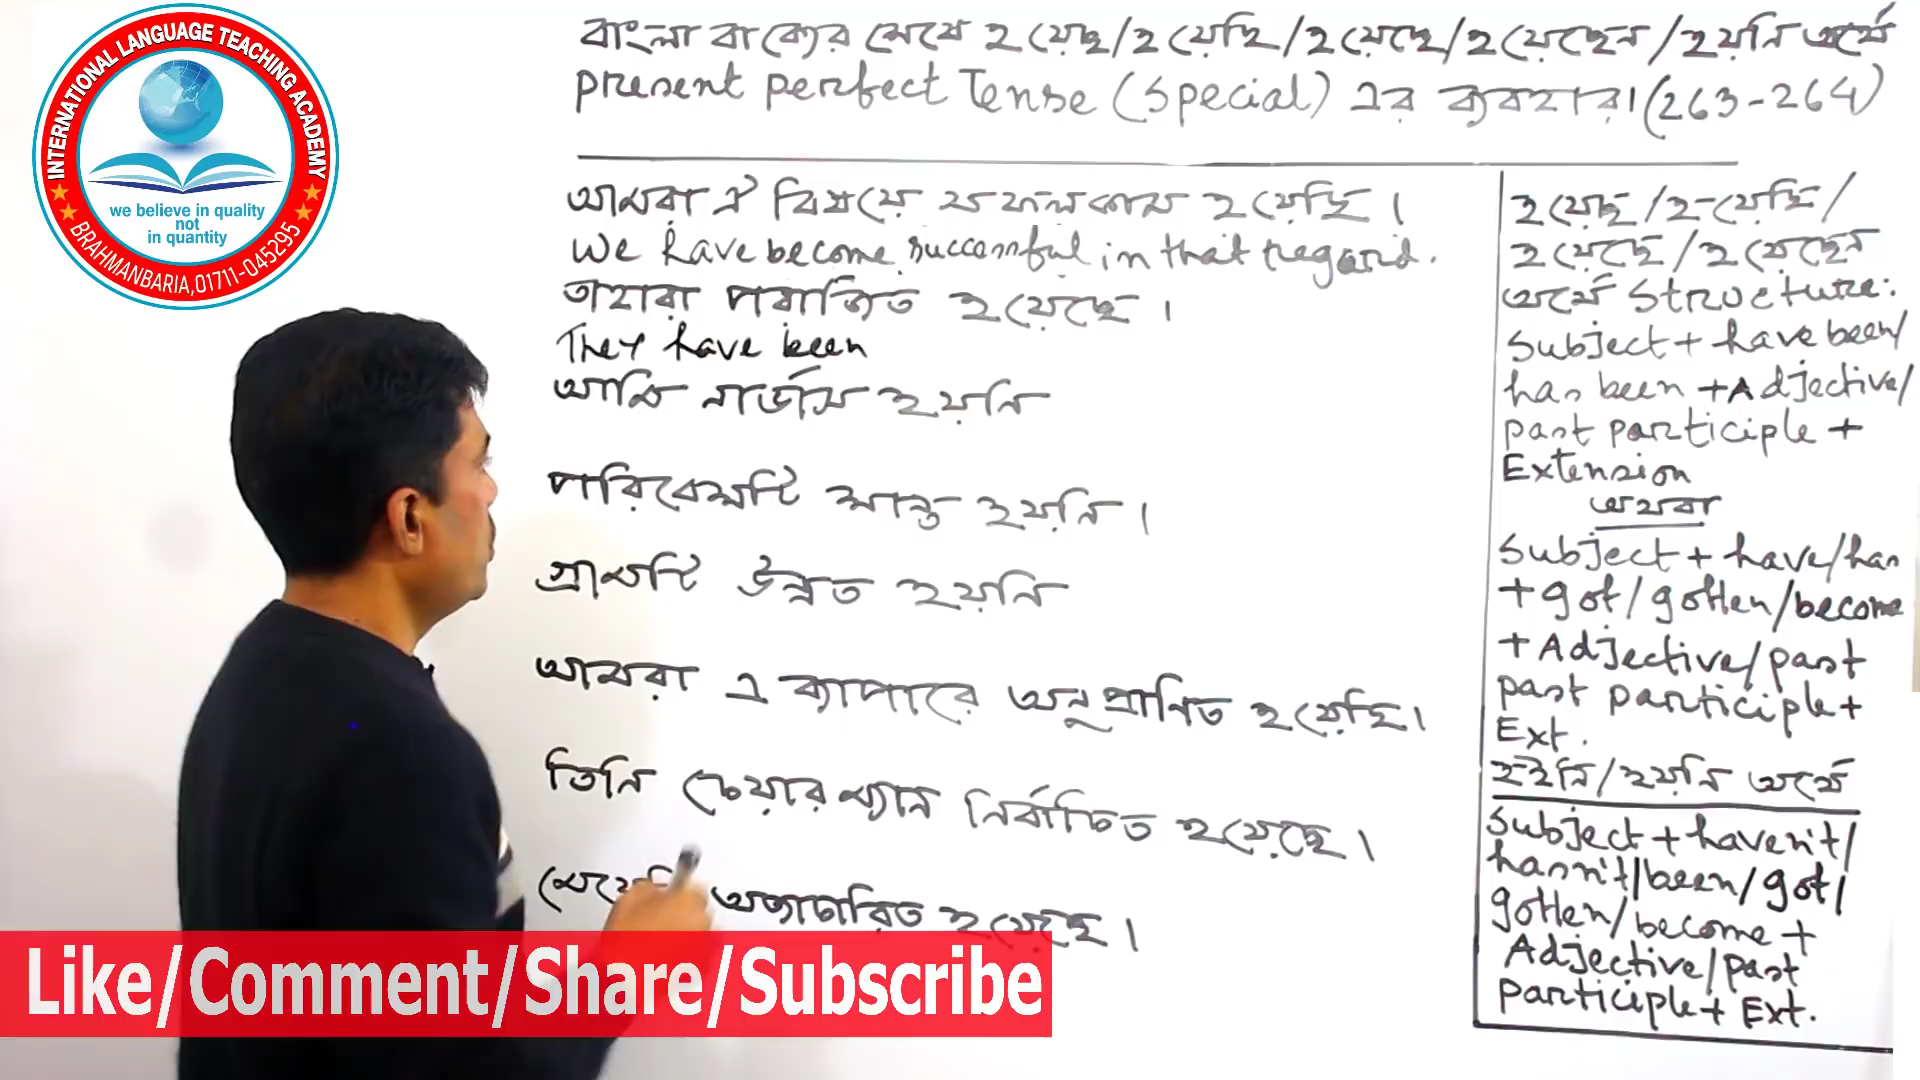 INTERNATIONAL LANGUAGE TEACHING ACADEMY
we believe in quality
not
in quantity
BRAHMANBARIA, 01711-045295
বাংলা বাক্যের শেষে হয়েছ/হয়েছি/হয়েছে/হয়েছেন/হয়নি অর্থে
Present perfect Tense (Special) এর ব্যবহার। (263-264)
আমরা ঐ বিষয়ে সফলকাম হয়েছি।
We have become successful in that regard.
তাহারা পরাজিত হয়েছে।
They have been
আমি নার্ভাস হয়নি
পরিবেশটি শান্ত হয়নি।
গ্রামটি উন্নত হয়নি
আমরা এ ব্যাপারে অনুপ্রাণিত হয়েছি।
তিনি চেয়ারম্যান নির্বাচিত হয়েছে।
অত্যাচারিত হয়েছে।
হয়েছ/হয়েছি/
হয়েছে/হয়েছেন
অর্থে Structure:
Subject + have been/
has been + Adjective/
past participle +
Extension
অথবা
Subject + have/has
+ got/gotten/become
+ Adjective/past
past participle +
Ext.
হইনি/হয়নি অর্থে
Subject + haven't/
hasn't/been/got/
gotten/become +
Adjective/past
participle + Ext.
Like/Comment/Share/Subscribe